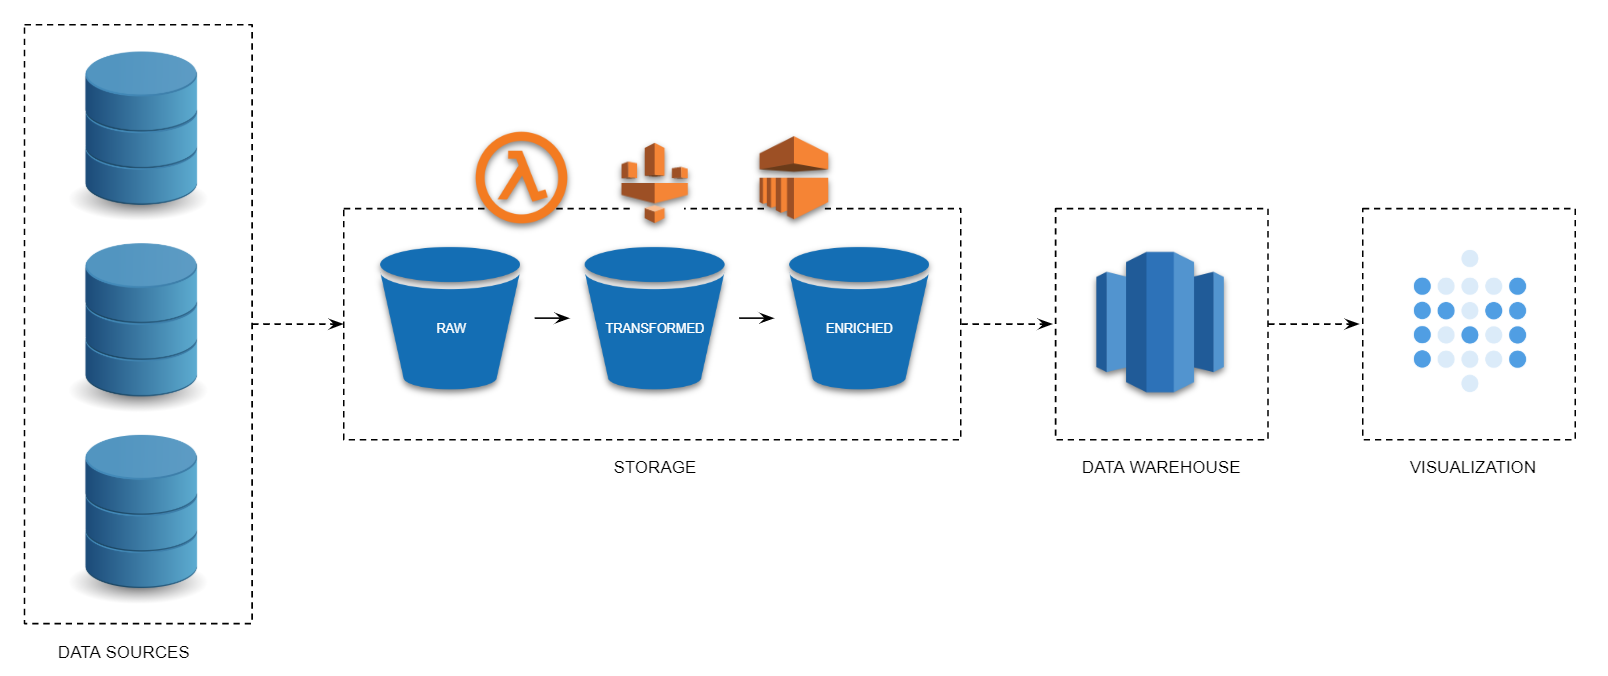 RAW
TRANSFORMED
ENRICHED
STORAGE
DATA WAREHOUSE
VISUALIZATION
DATA SOURCES